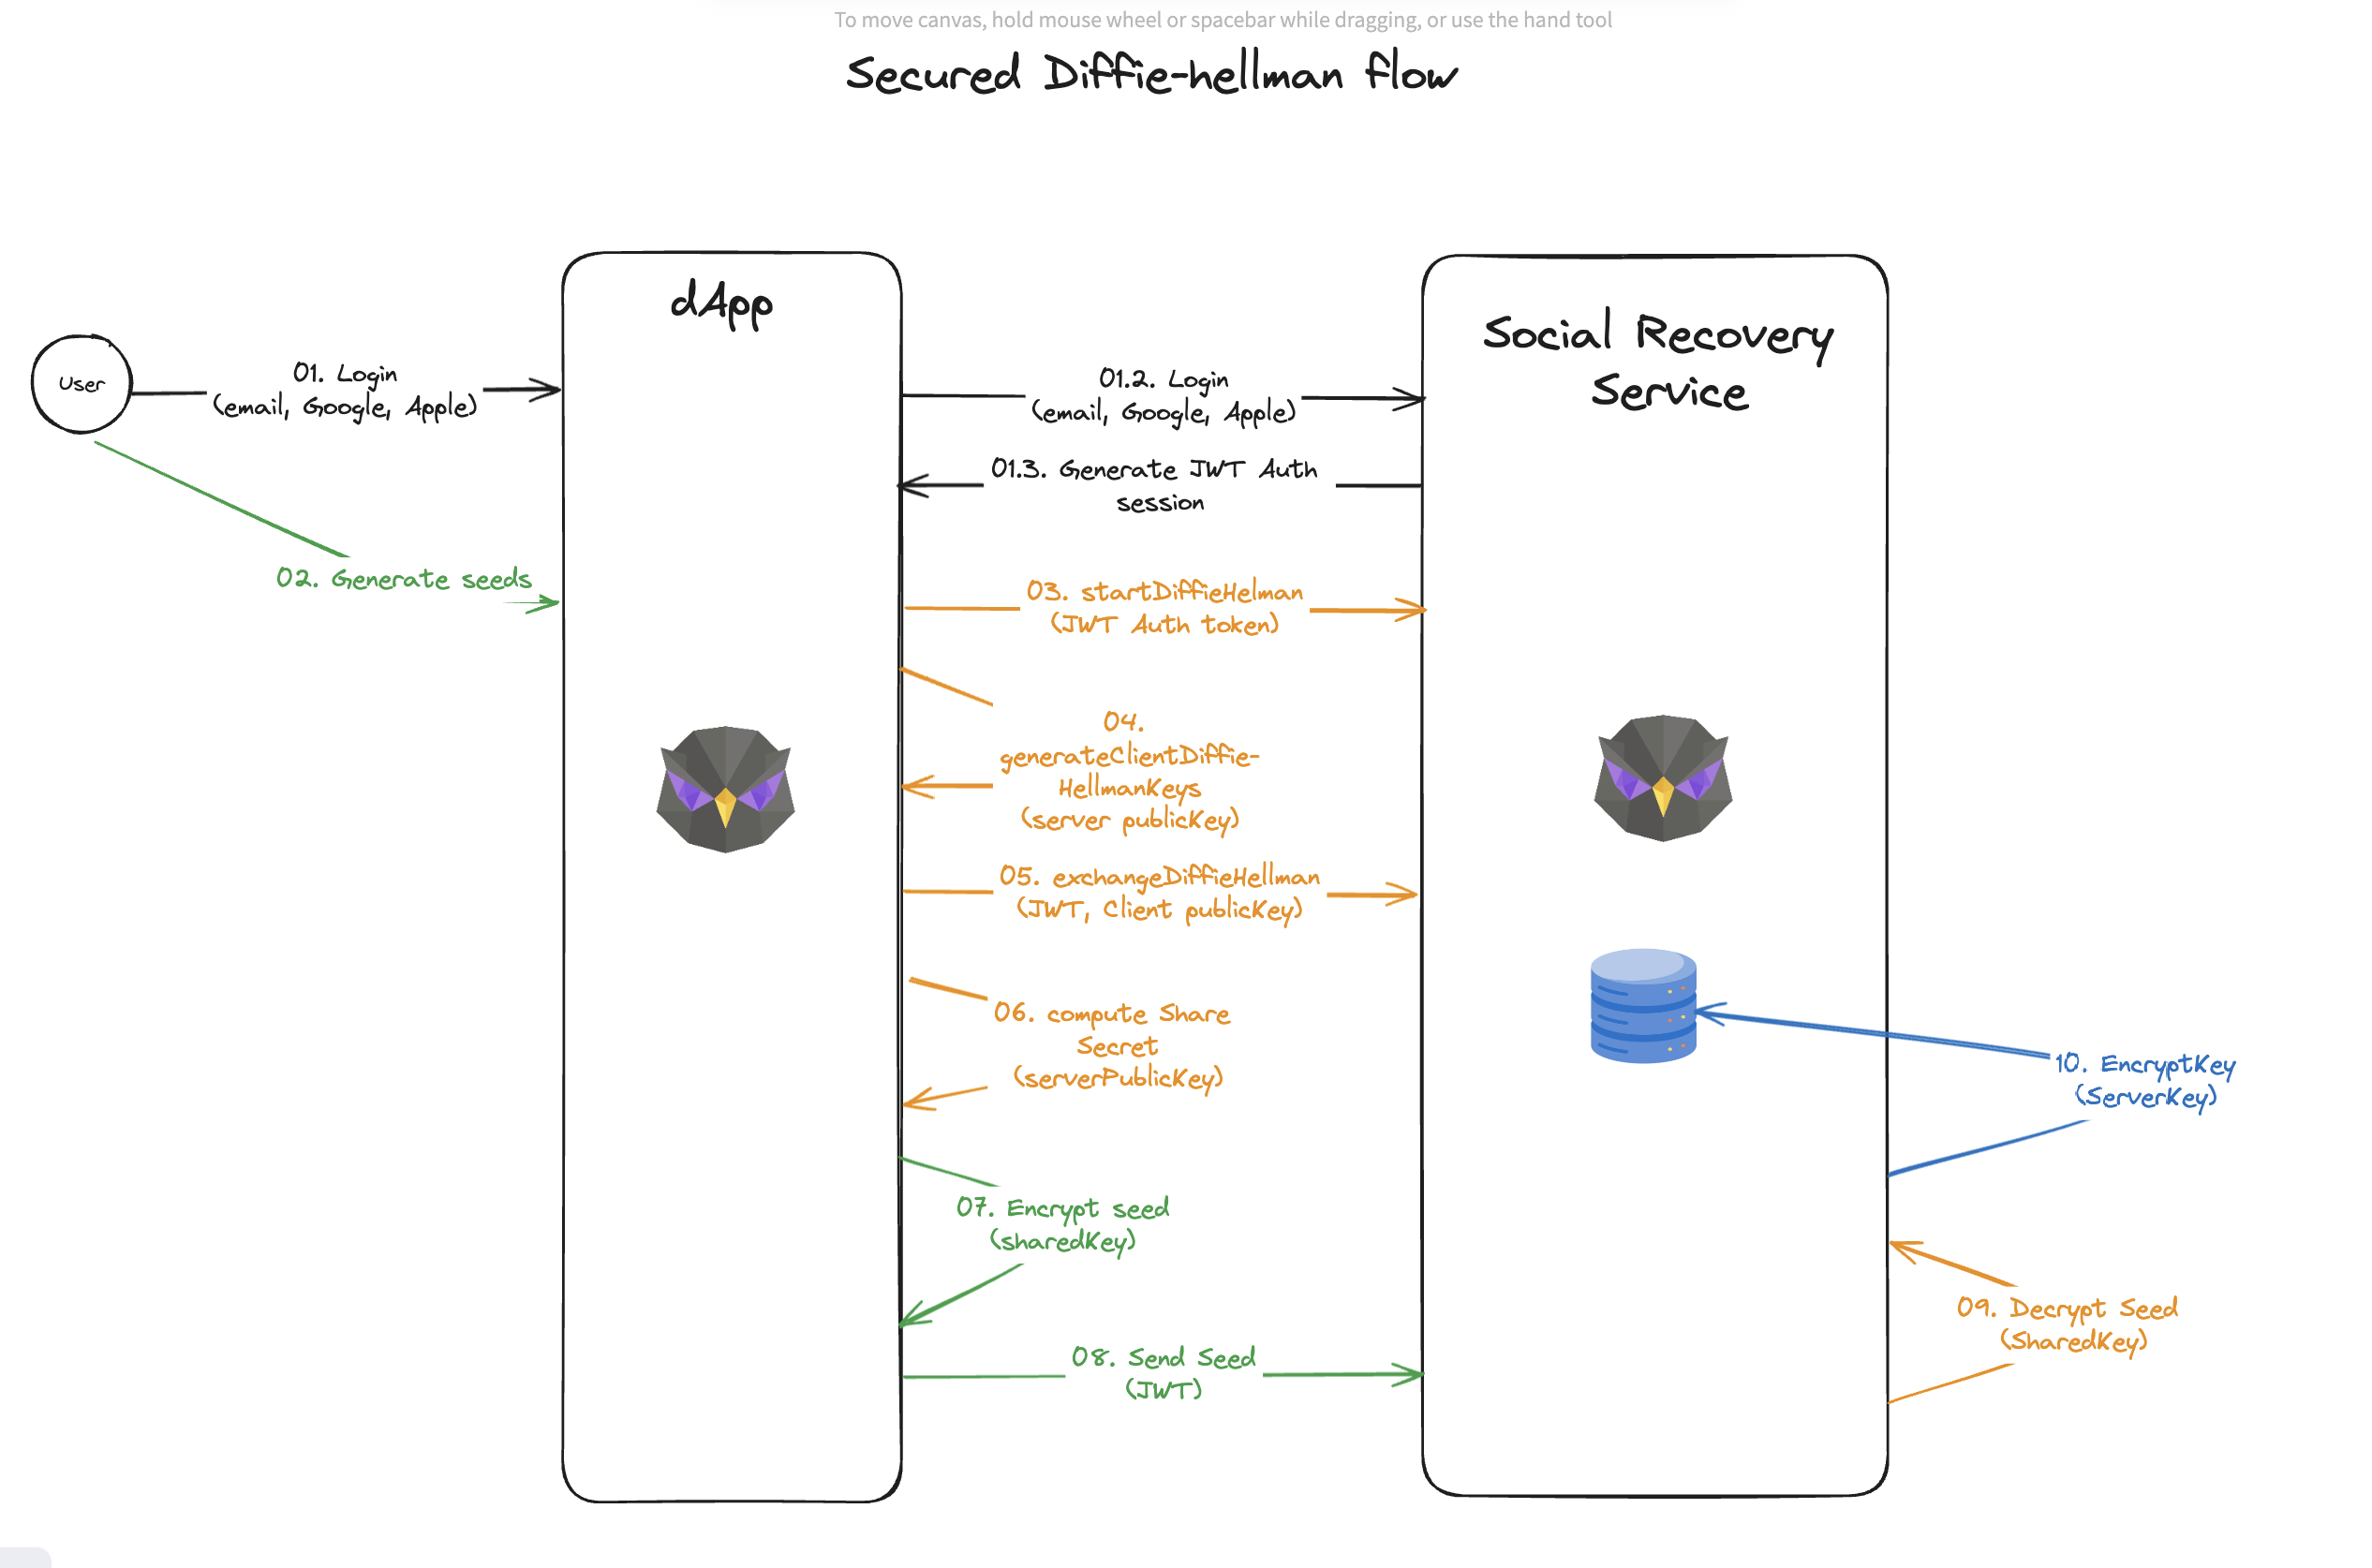 To move canvas, hold mouse wheel or spacebar while dragging, or use the hand tool
Secured Diffie-hellman flow
dApp
Social Recovery
Service
User
01. Login
(email, Google, Apple)
01.2. Login
(email, Google, Apple)
01.3. Generate JWT Auth
session
02. Generate seeds
03. startDiffieHelman
(JWT Auth token)
04.
generateClientDiffie-
HellmanKeys
(server publicKey)
05. exchangeDiffieHellman
(JWT, Client publicKey)
06. compute Share
Secret
(serverPublicKey)
07. Encrypt seed
(sharedKey)
08. Send Seed
(JWT)
10. EncryptKey
(ServerKey)
09. Decrypt Seed
(SharedKey)